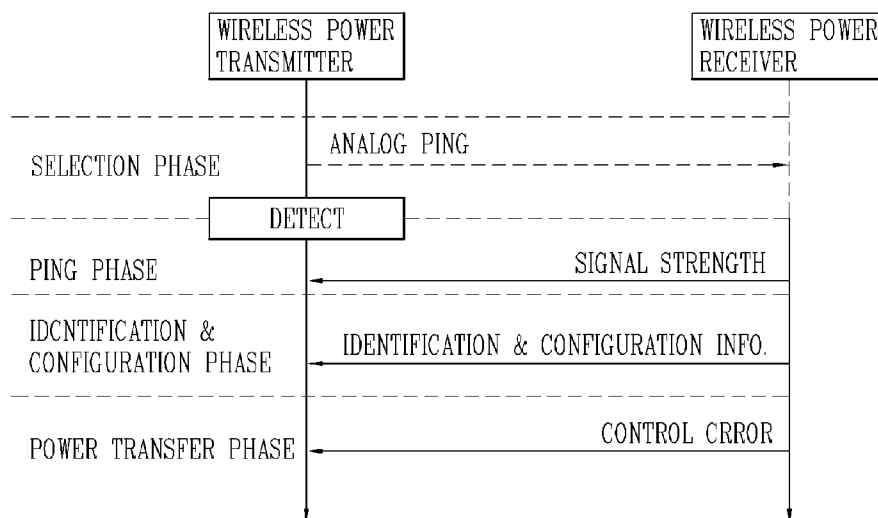 WIRELESS POWER
TRANSMITTER
WIRELESS POWER
RECEIVER
ANALOG PING
SELECTION PHASE
DETECT
SIGNAL STRENGTH
PING PHASE
IDCNTIFICATION &
CONFIGURATION PHASE
IDENTIFICATION & CONFIGURATION INFO.
CONTROL CRROR
POWER TRANSFER PHASE